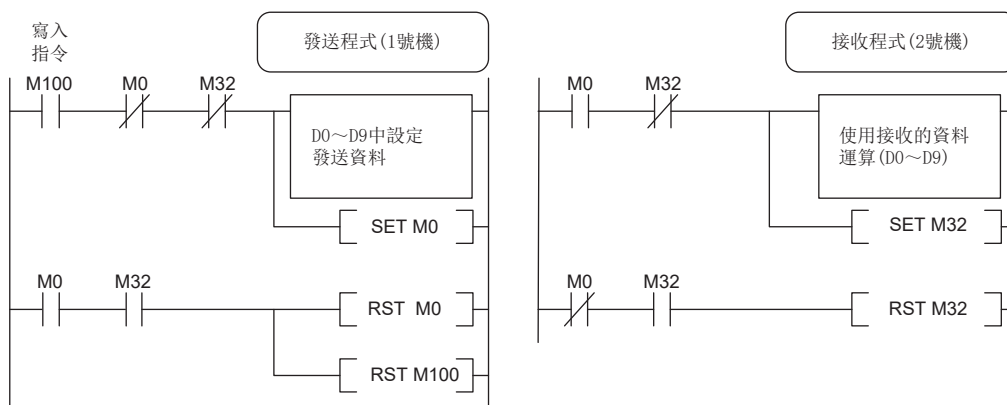 寫入
指令
發送程式(1號機)
M100 M0 M32
D0～D9中設定
發送資料
SET M0
M0 M32
RST M0
RST M100
接收程式(2號機)
M0 M32
使用接收的資料
運算(D0～D9)
SET M32
M0 M32
RST M32